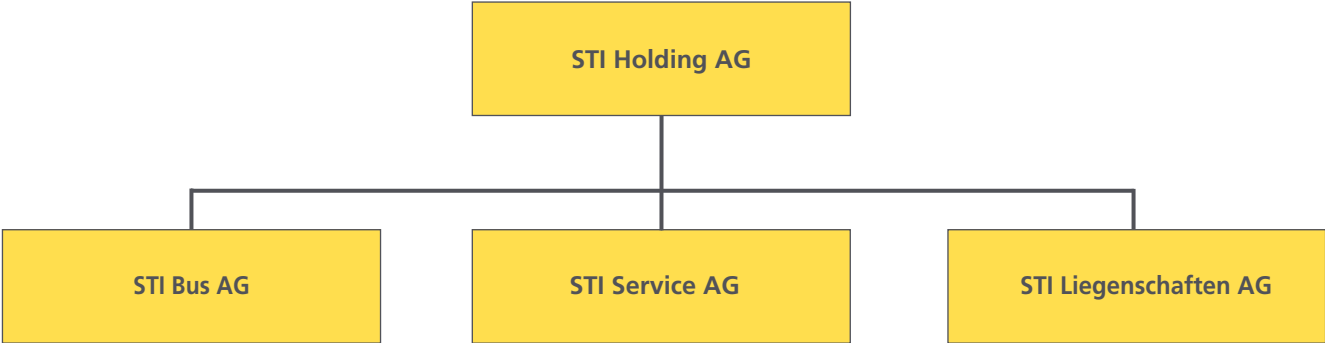 STI Holding AG
STI Bus AG
STI Service AG
STI Liegenschaften AG